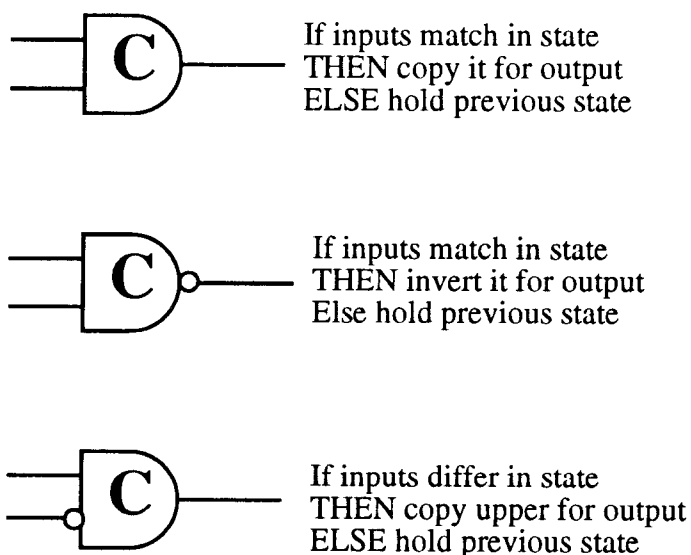 C
If inputs match in state
THEN copy it for output
ELSE hold previous state
C
If inputs match in state
THEN invert it for output
Else hold previous state
C
If inputs differ in state
THEN copy upper for output
ELSE hold previous state